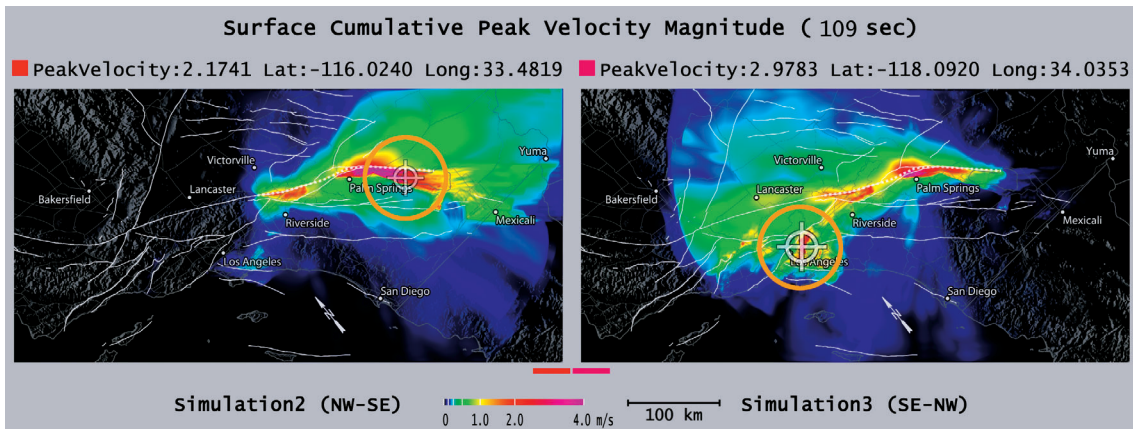 Surface Cumulative Peak Velocity Magnitude ( 109 sec)
PeakVelocity:2.1741 Lat:-116.0240 Long:33.4819
PeakVelocity:2.9783 Lat:-118.0920 Long:34.0353
Yuma
Victorville
Palm Springs
Lancaster
Bakersfield
Mexicali
Riverside
Los Angeles
San Diego
N
Yuma
Victorville
Palm Springs
Lancaster
Bakersfield
Mexicali
Riverside
Los Angeles
San Diego
N
Simulation2 (NW-SE)
0 1.0 2.0 4.0 m/s
100 km
Simulation3 (SE-NW)